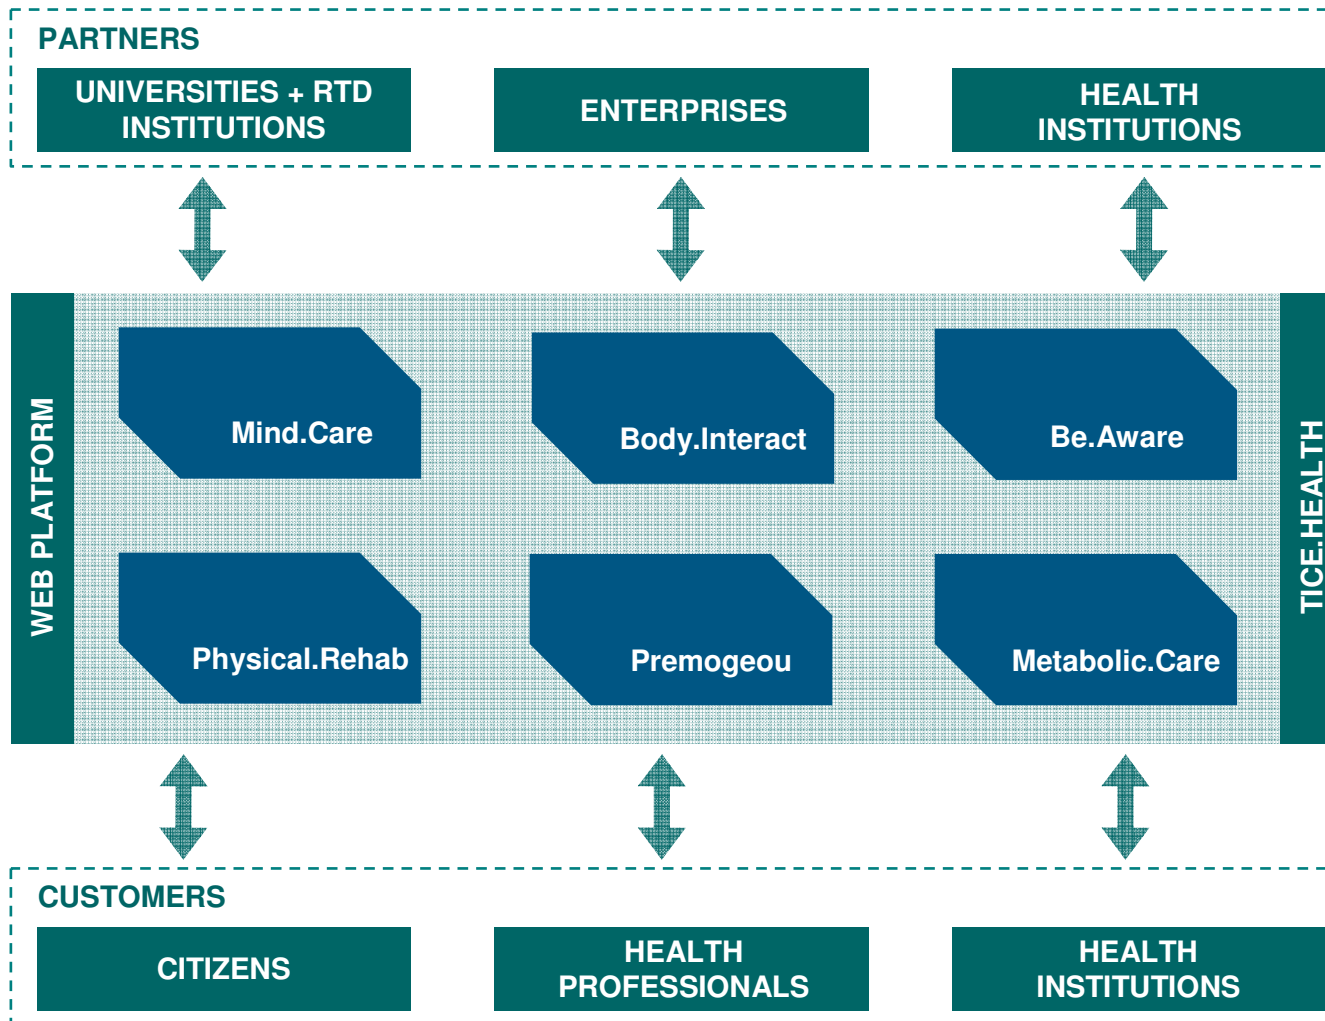 PARTNERS
UNIVERSITIES + RTD
INSTITUTIONS
ENTERPRISES
HEALTH
INSTITUTIONS
WEB PLATFORM
Mind.Care
Body.Interact
Be.Aware
Physical.Rehab
Premogeou
Metabolic.Care
TICE.HEALTH
CUSTOMERS
CITIZENS
HEALTH
PROFESSIONALS
HEALTH
INSTITUTIONS